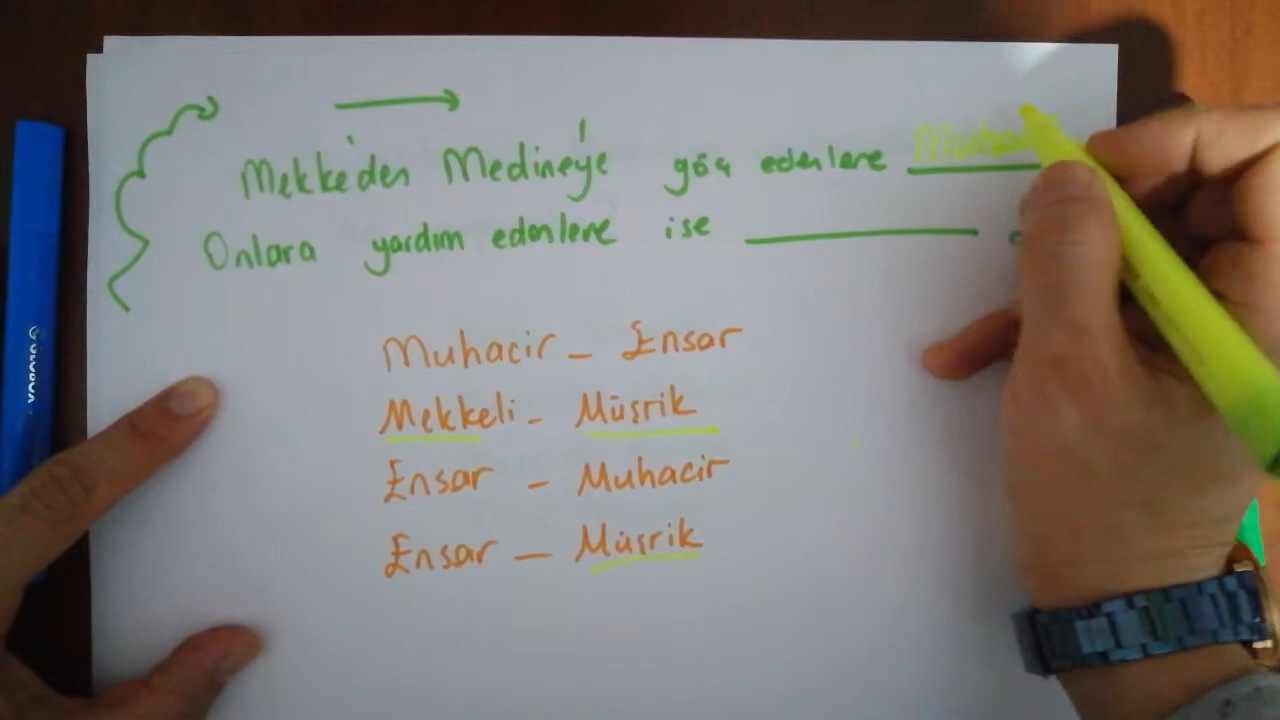 Mekke'den Medine'ye göç edenlere
Onlara yardım edenlere ise
Muhacir - Ensar
Mekkeli - Müşrik
Ensar - Muhacir
Ensar - Müşrik